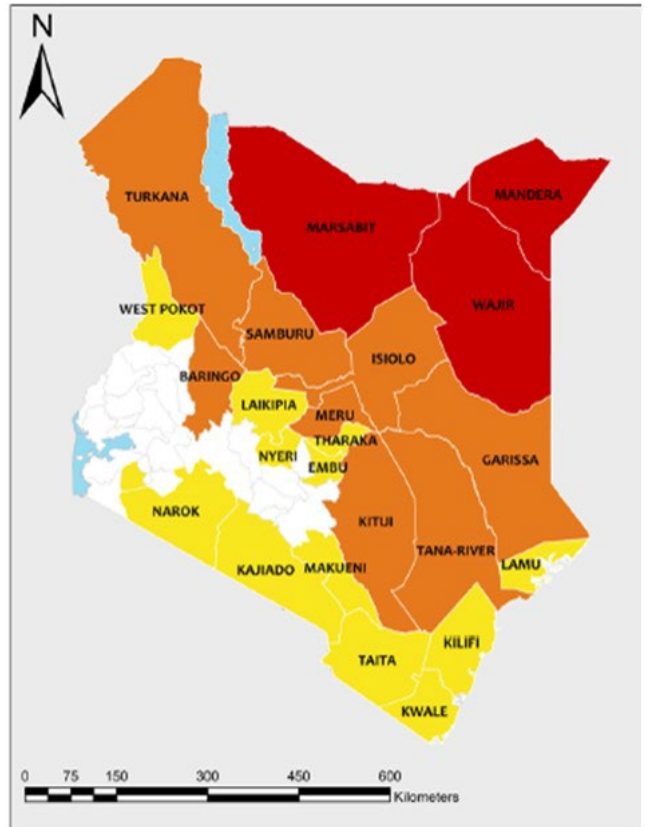 N
TURKANA
MANDERA
MARSABIT
WAJIR
WEST POKOT
SAMBURU
ISIOLO
BARINGO
LAIKIPIA
MERU
THARAKA
NYERI
EMBU
GARISSA
NAROK
KITUI
TANA-RIVER
KAJIADO
MAKUENI
LAMU
KILIFI
TAITA
KWALE
0 75 150 300 450 600
Kilometers